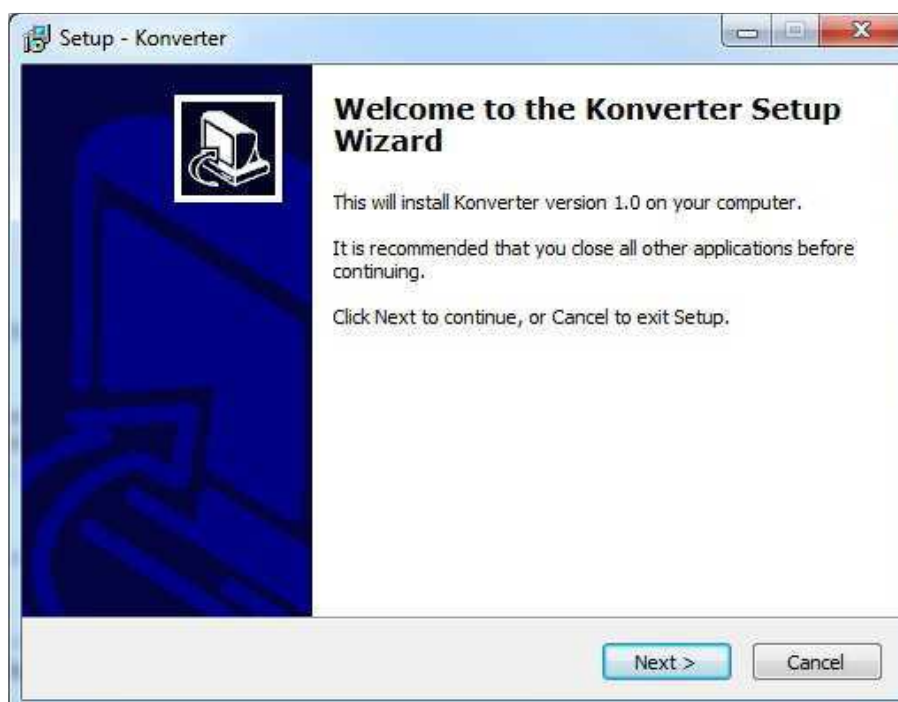 Setup - Konverter
Welcome to the Konverter Setup
Wizard
This will install Konverter version 1.0 on your computer.
It is recommended that you close all other applications before
continuing.
Click Next to continue, or Cancel to exit Setup.
Next >
Cancel